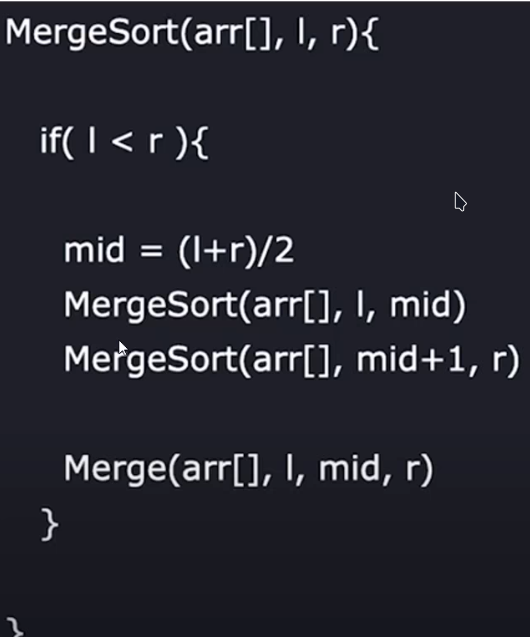 MergeSort(arr[], l, r){
if( l < r ){
mid = (l+r)/2
MergeSort(arr[], l, mid)
MergeSort(arr[], mid+1, r)
Merge(arr[], l, mid, r)
}
}